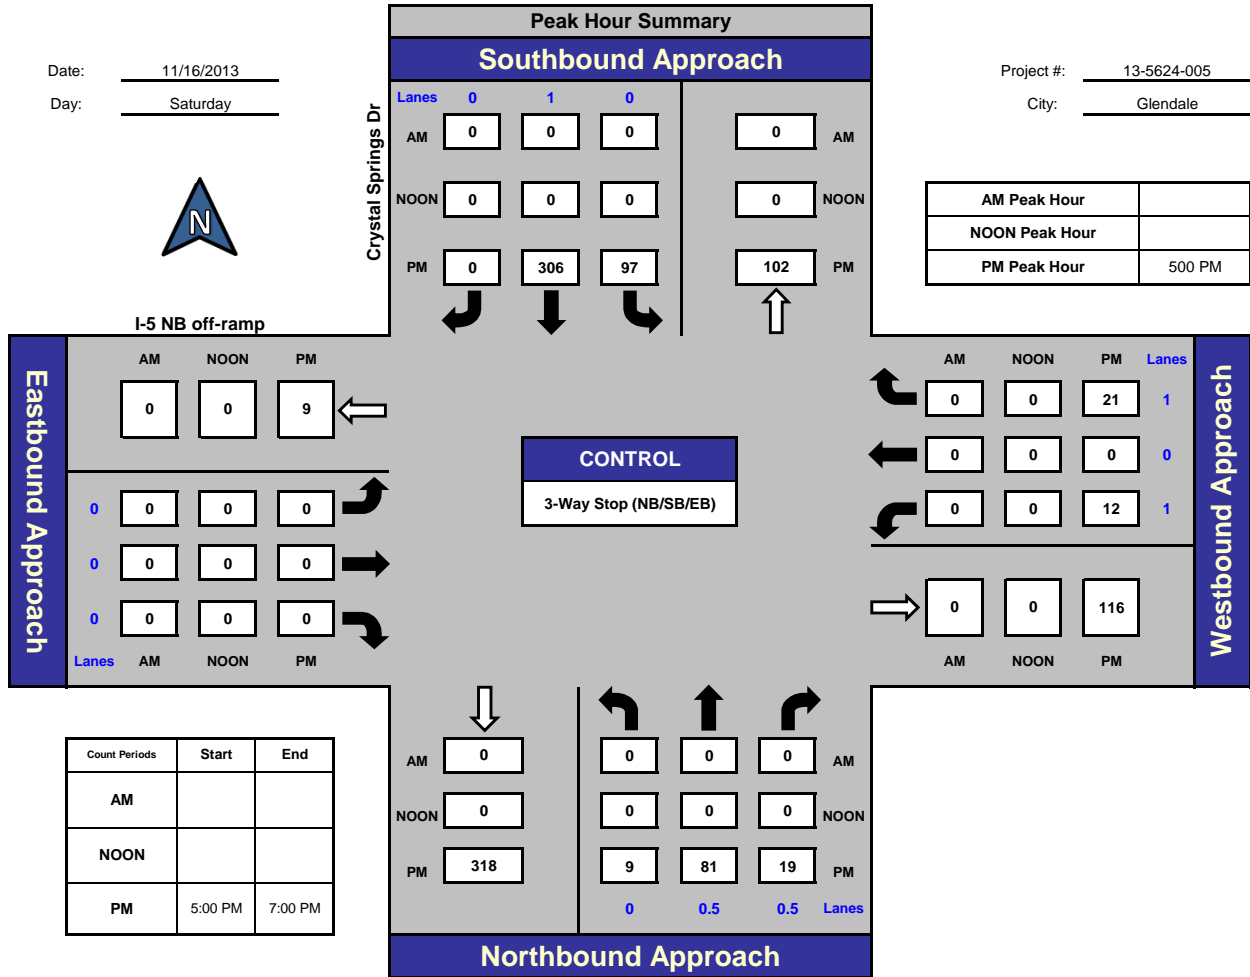 Peak Hour Summary
Southbound Approach
Date: 11/16/2013
Day: Saturday
Project #: 13-5624-005
City: Glendale
N
Crystal Springs Dr
Lanes 0 1 0
AM 0 0 0 0 AM
NOON 0 0 0 0 NOON
PM 0 306 97 102 PM
AM Peak Hour
NOON Peak Hour
PM Peak Hour 500 PM
I-5 NB off-ramp
Eastbound Approach
AM NOON PM
0 0 9
0 0 0 0
0 0 0 0
0 0 0 0
Lanes AM NOON PM
CONTROL
3-Way Stop (NB/SB/EB)
AM NOON PM Lanes
0 0 21 1
0 0 0 0
0 0 12 1
0 0 116
AM NOON PM
Westbound Approach
Count Periods Start End
AM
NOON
PM 5:00 PM 7:00 PM
AM 0 0 0 0 AM
NOON 0 0 0 0 NOON
PM 318 9 81 19 PM
0 0.5 0.5 Lanes
Northbound Approach